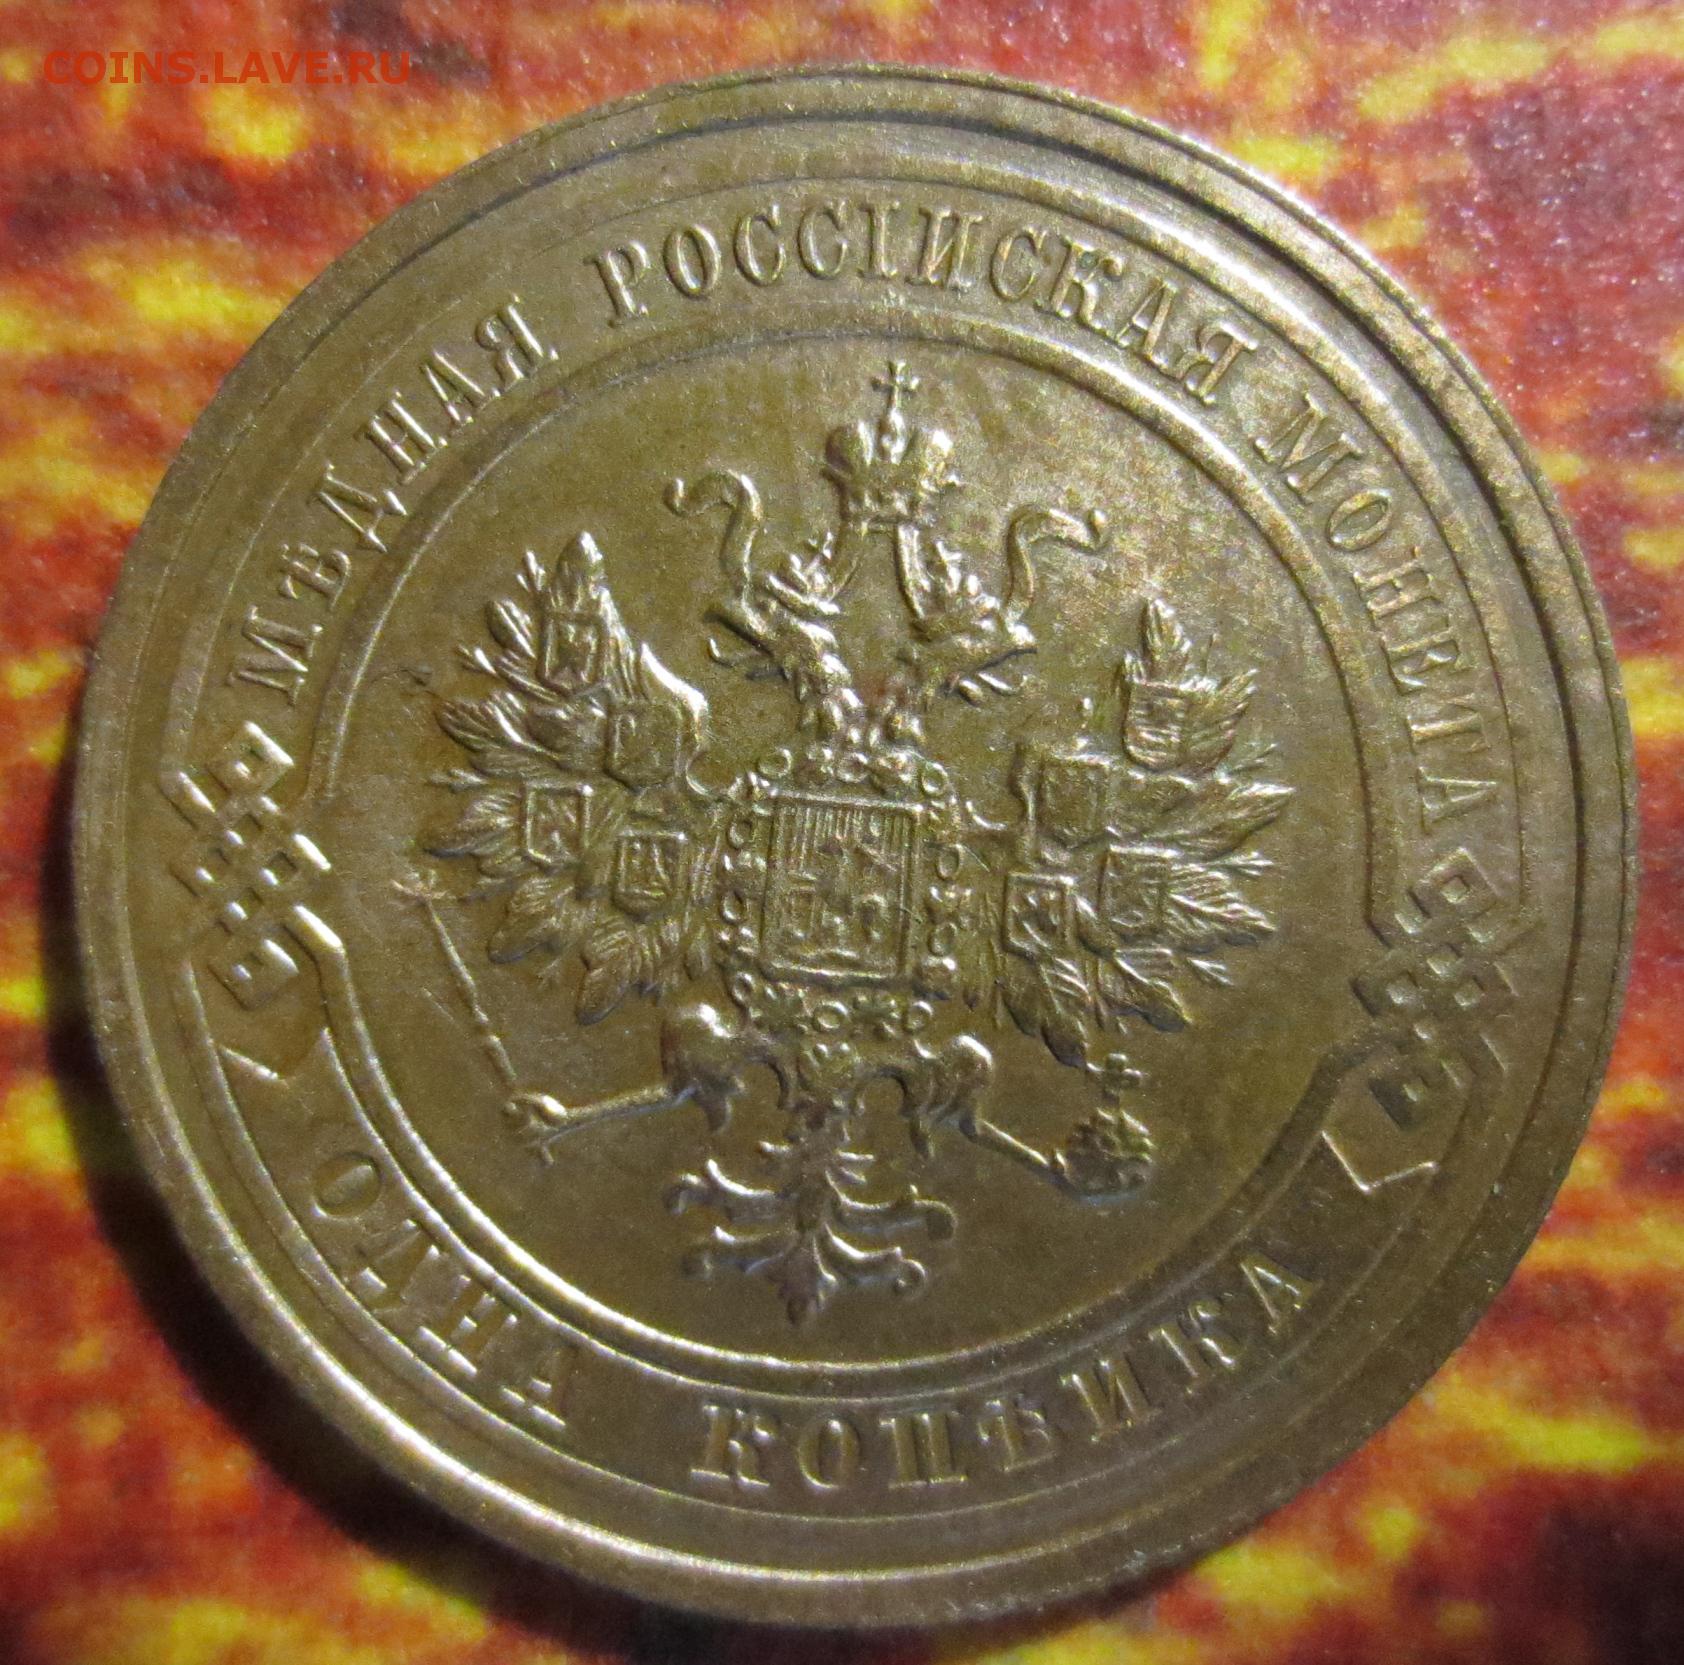 COINS.LAVE.RU
МѢДНАЯ РОССІЙСКАЯ МОНЕТА
ОДНА КОПѢЙКА